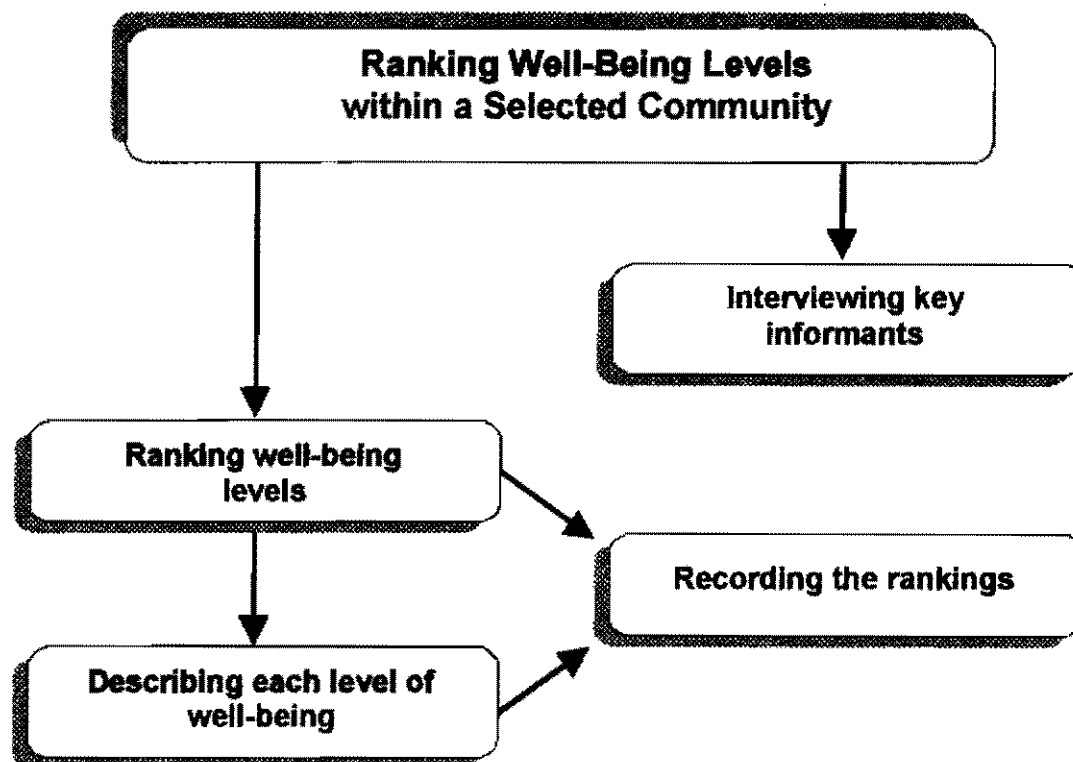 Ranking Well-Being Levels
within a Selected Community
Interviewing key
informants
Ranking well-being
levels
Recording the rankings
Describing each level of
well-being